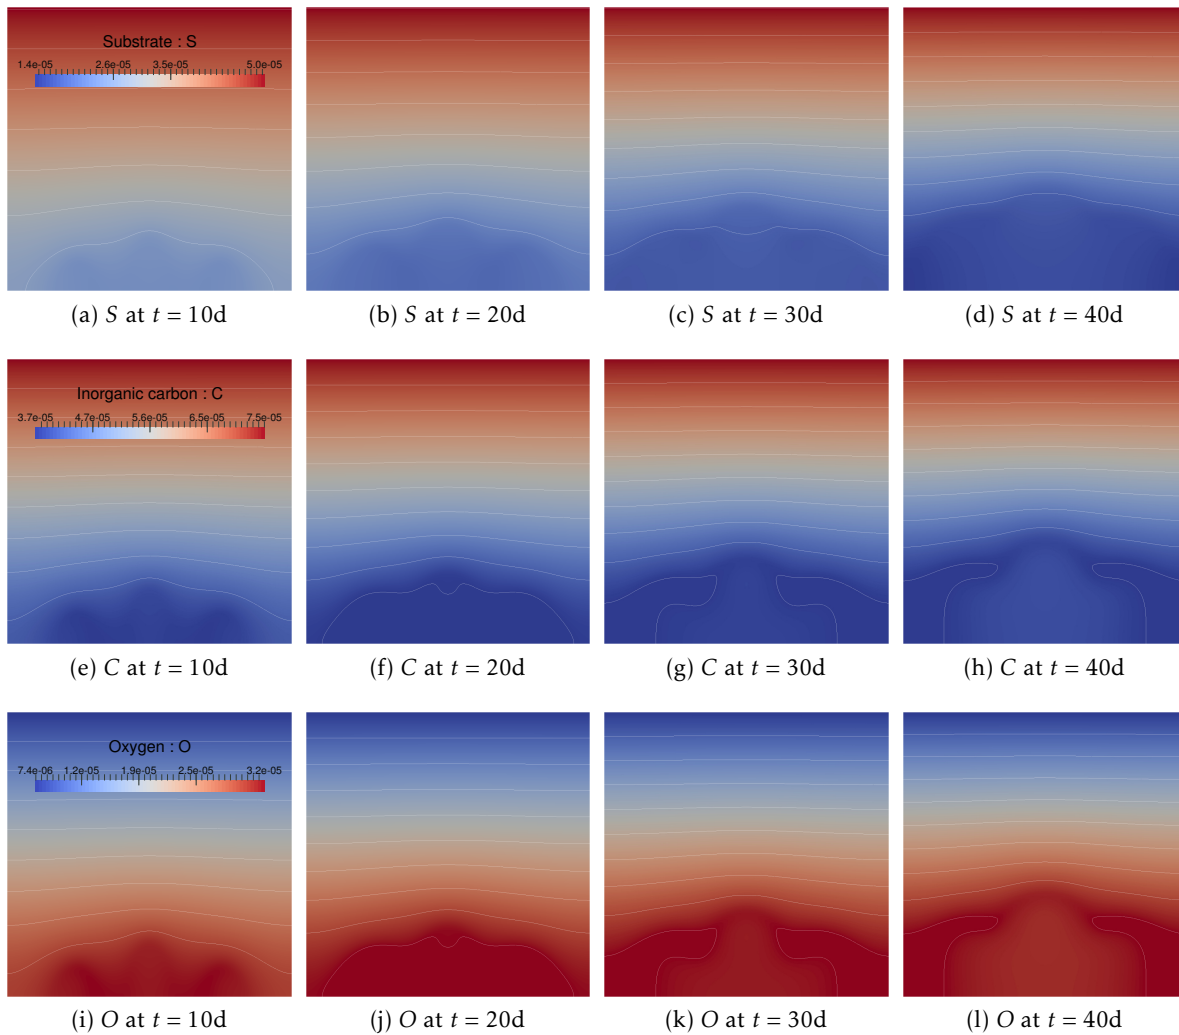 Substrate : S
1.4e-05 2.6e-05 3.5e-05 5.0e-05
(a) S at t = 10d
(b) S at t = 20d
(c) S at t = 30d
(d) S at t = 40d
Inorganic carbon : C
3.7e-05 4.7e-05 5.6e-05 6.5e-05 7.5e-05
(e) C at t = 10d
(f) C at t = 20d
(g) C at t = 30d
(h) C at t = 40d
Oxygen : O
7.4e-06 1.2e-05 1.9e-05 2.5e-05 3.2e-05
(i) O at t = 10d
(j) O at t = 20d
(k) O at t = 30d
(l) O at t = 40d